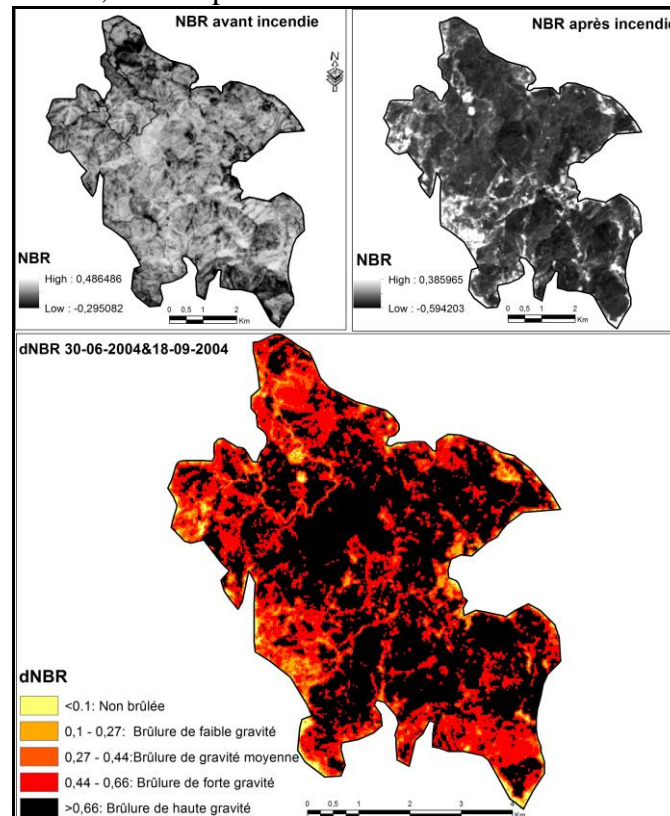 NBR avant incendie
N
NBR
High : 0,486486
Low : -0,295082
0 0,5 1 2
Km
NBR après incendie
NBR
High : 0,385965
Low : -0,594203
0 0,5 1 2
Km
dNBR 30-06-2004&18-09-2004
dNBR
<0.1: Non brûlée
0,1 - 0,27: Brûlure de faible gravité
0,27 - 0,44:Brûlure de gravité moyenne
0,44 - 0,66: Brûlure de forte gravité
>0,66: Brûlure de haute gravité
0 0,5 1 2 3 4
Km